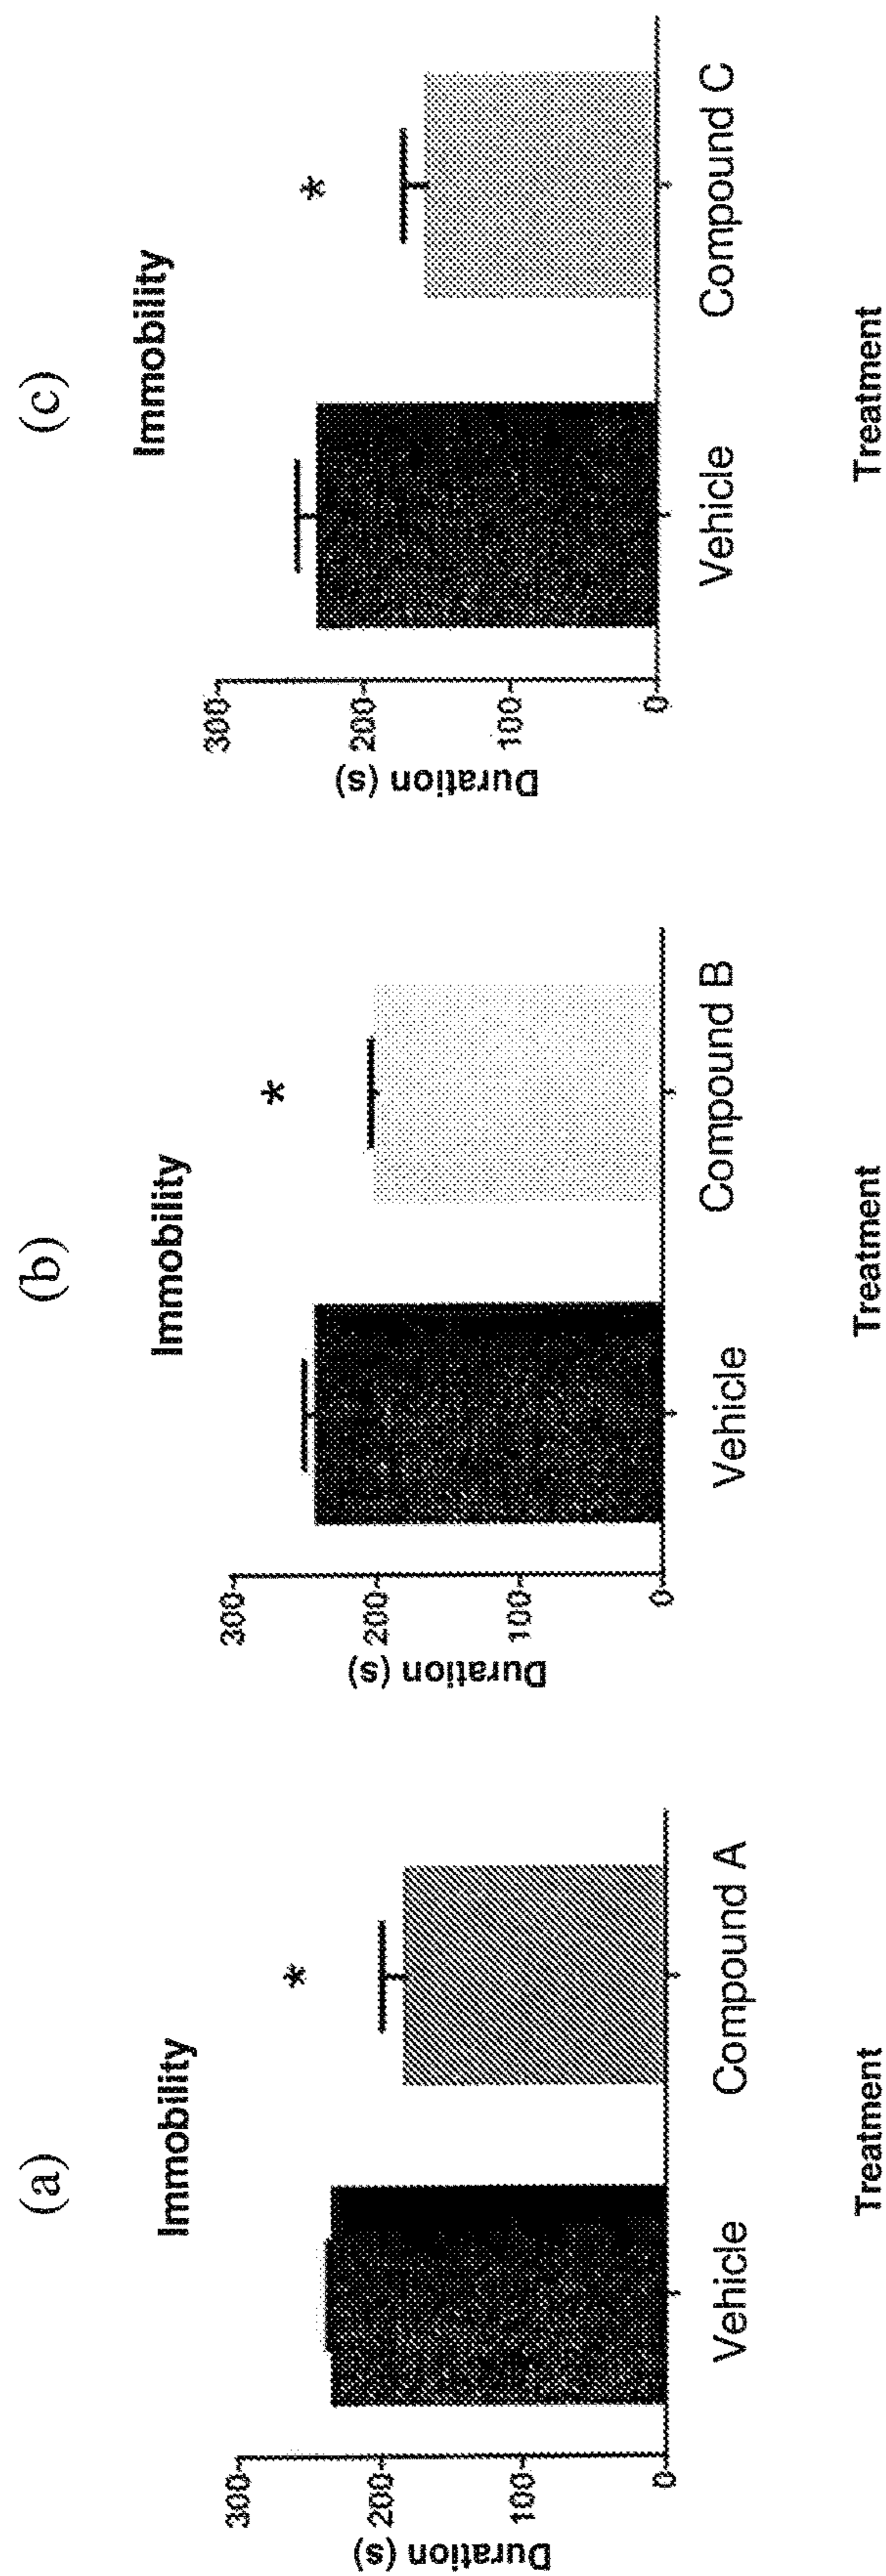 (a)
Immobility
*
300
200
100
0
Duration (s)
Vehicle
Compound A
Treatment
(b)
Immobility
*
300
200
100
0
Duration (s)
Vehicle
Compound B
Treatment
(c)
Immobility
*
300
200
100
0
Duration (s)
Vehicle
Compound C
Treatment